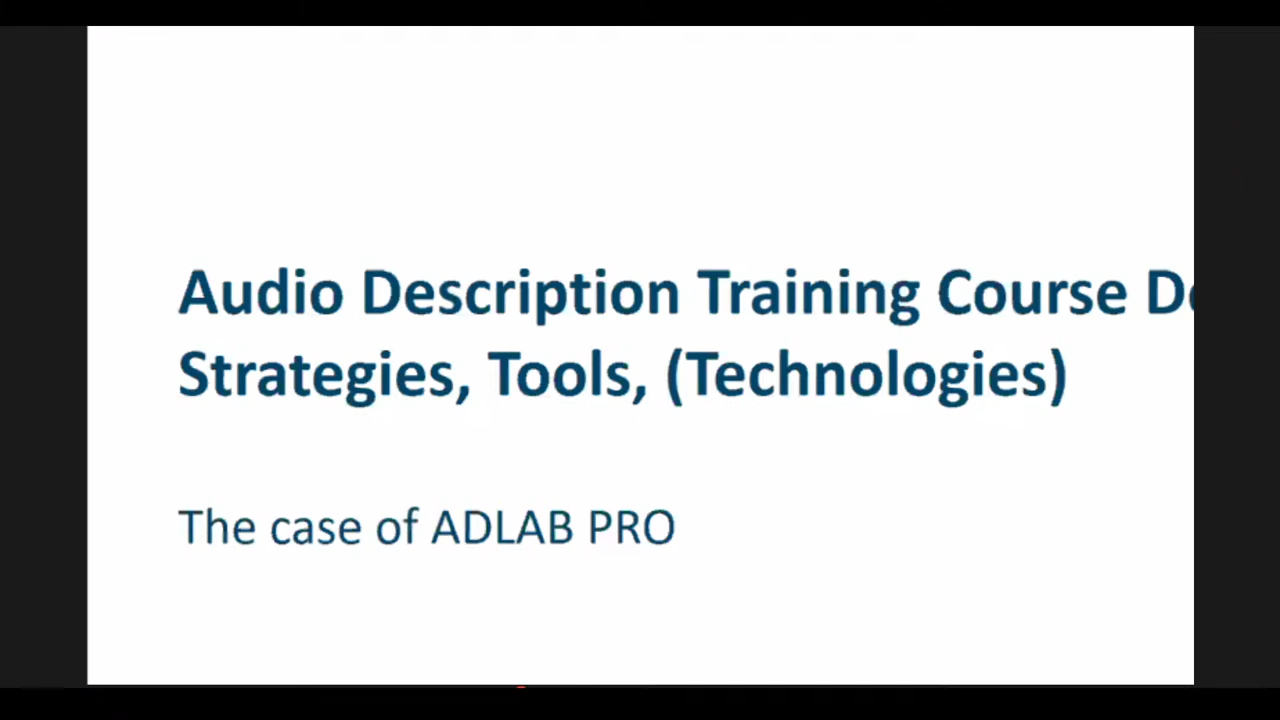 Audio Description Training Course
Strategies, Tools, (Technologies)
The case of ADLAB PRO